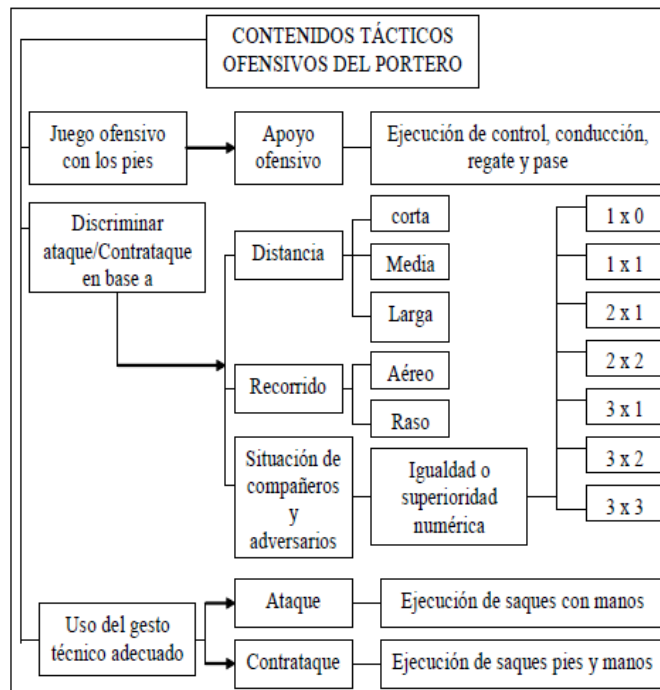 CONTENIDOS TÁCTICOS
OFENSIVOS DEL PORTERO
Juego ofensivo
con los pies
Apoyo
ofensivo
Ejecución de control, conducción,
regate y pase
Discriminar
ataque/Contrataque
en base a
Distancia
corta
Media
Larga
Recorrido
Aéreo
Raso
Situación de
compañeros
y
adversarios
Igualdad o
superioridad
numérica
1 x 0
1 x 1
2 x 1
2 x 2
3 x 1
3 x 2
3 x 3
Uso del gesto
técnico adecuado
Ataque
Ejecución de saques con manos
Contrataque
Ejecución de saques pies y manos